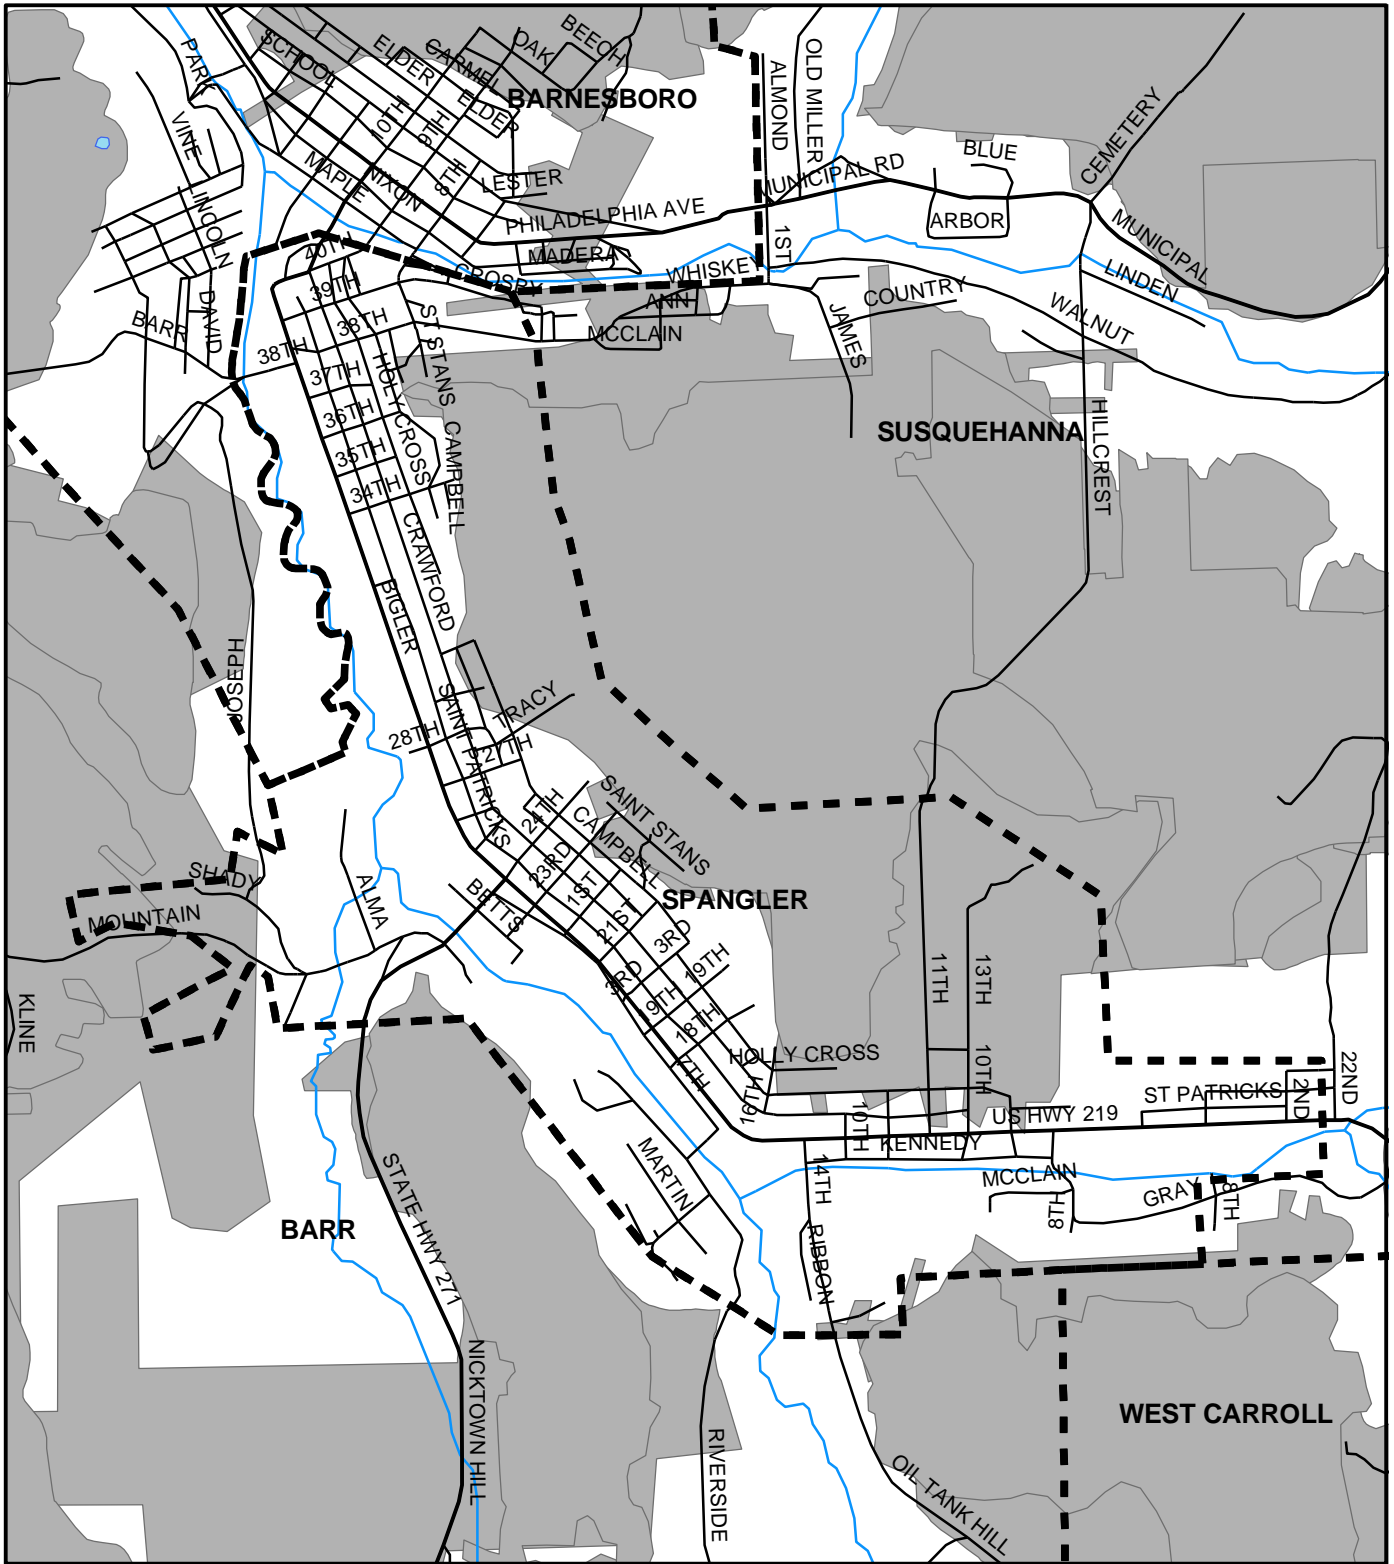 PARK
SCHOOL
ELDER
CARMEL
OAK
BEECH
ELDER
BARNESBORO
ALMOND
OLD MILLER
CEMETERY
VINE
10TH
9TH
8TH
MAPLE
NIXON
LESTER
MUNICIPAL RD
BLUE
LINCOLN
PHILADELPHIA AVE
ARBOR
1ST
MUNICIPAL
40TH
MADERA
CROSBY
WHISKEY
LINDEN
39TH
ANN
COUNTRY
WALNUT
DAVID
BARR
38TH
38TH
ST STANS
MCCLAIN
JAMES
37TH
HOLY CROSS
36TH
CAMPBELL
SUSQUEHANNA
HILLCREST
35TH
34TH
CRAWFORD
BIGLER
JOSEPH
SAINT PATRICKS
TRACY
28TH
27TH
24TH
SAINT STANS
CAMPBELL
23RD
SHADY
ALMA
BETTS
1ST
SPANGLER
MOUNTAIN
21ST
3RD
3RD
19TH
11TH
13TH
9TH
KLINE
18TH
HOLLY CROSS
10TH
22ND
7TH
16TH
ST PATRICKS
2ND
10TH
US HWY 219
KENNEDY
MARTIN
14TH
MCCLAIN
GRAY
8TH
8TH
STATE HWY 271
BARR
RIBBON
NICKTOWN HILL
WEST CARROLL
RIVERSIDE
OIL TANK HILL